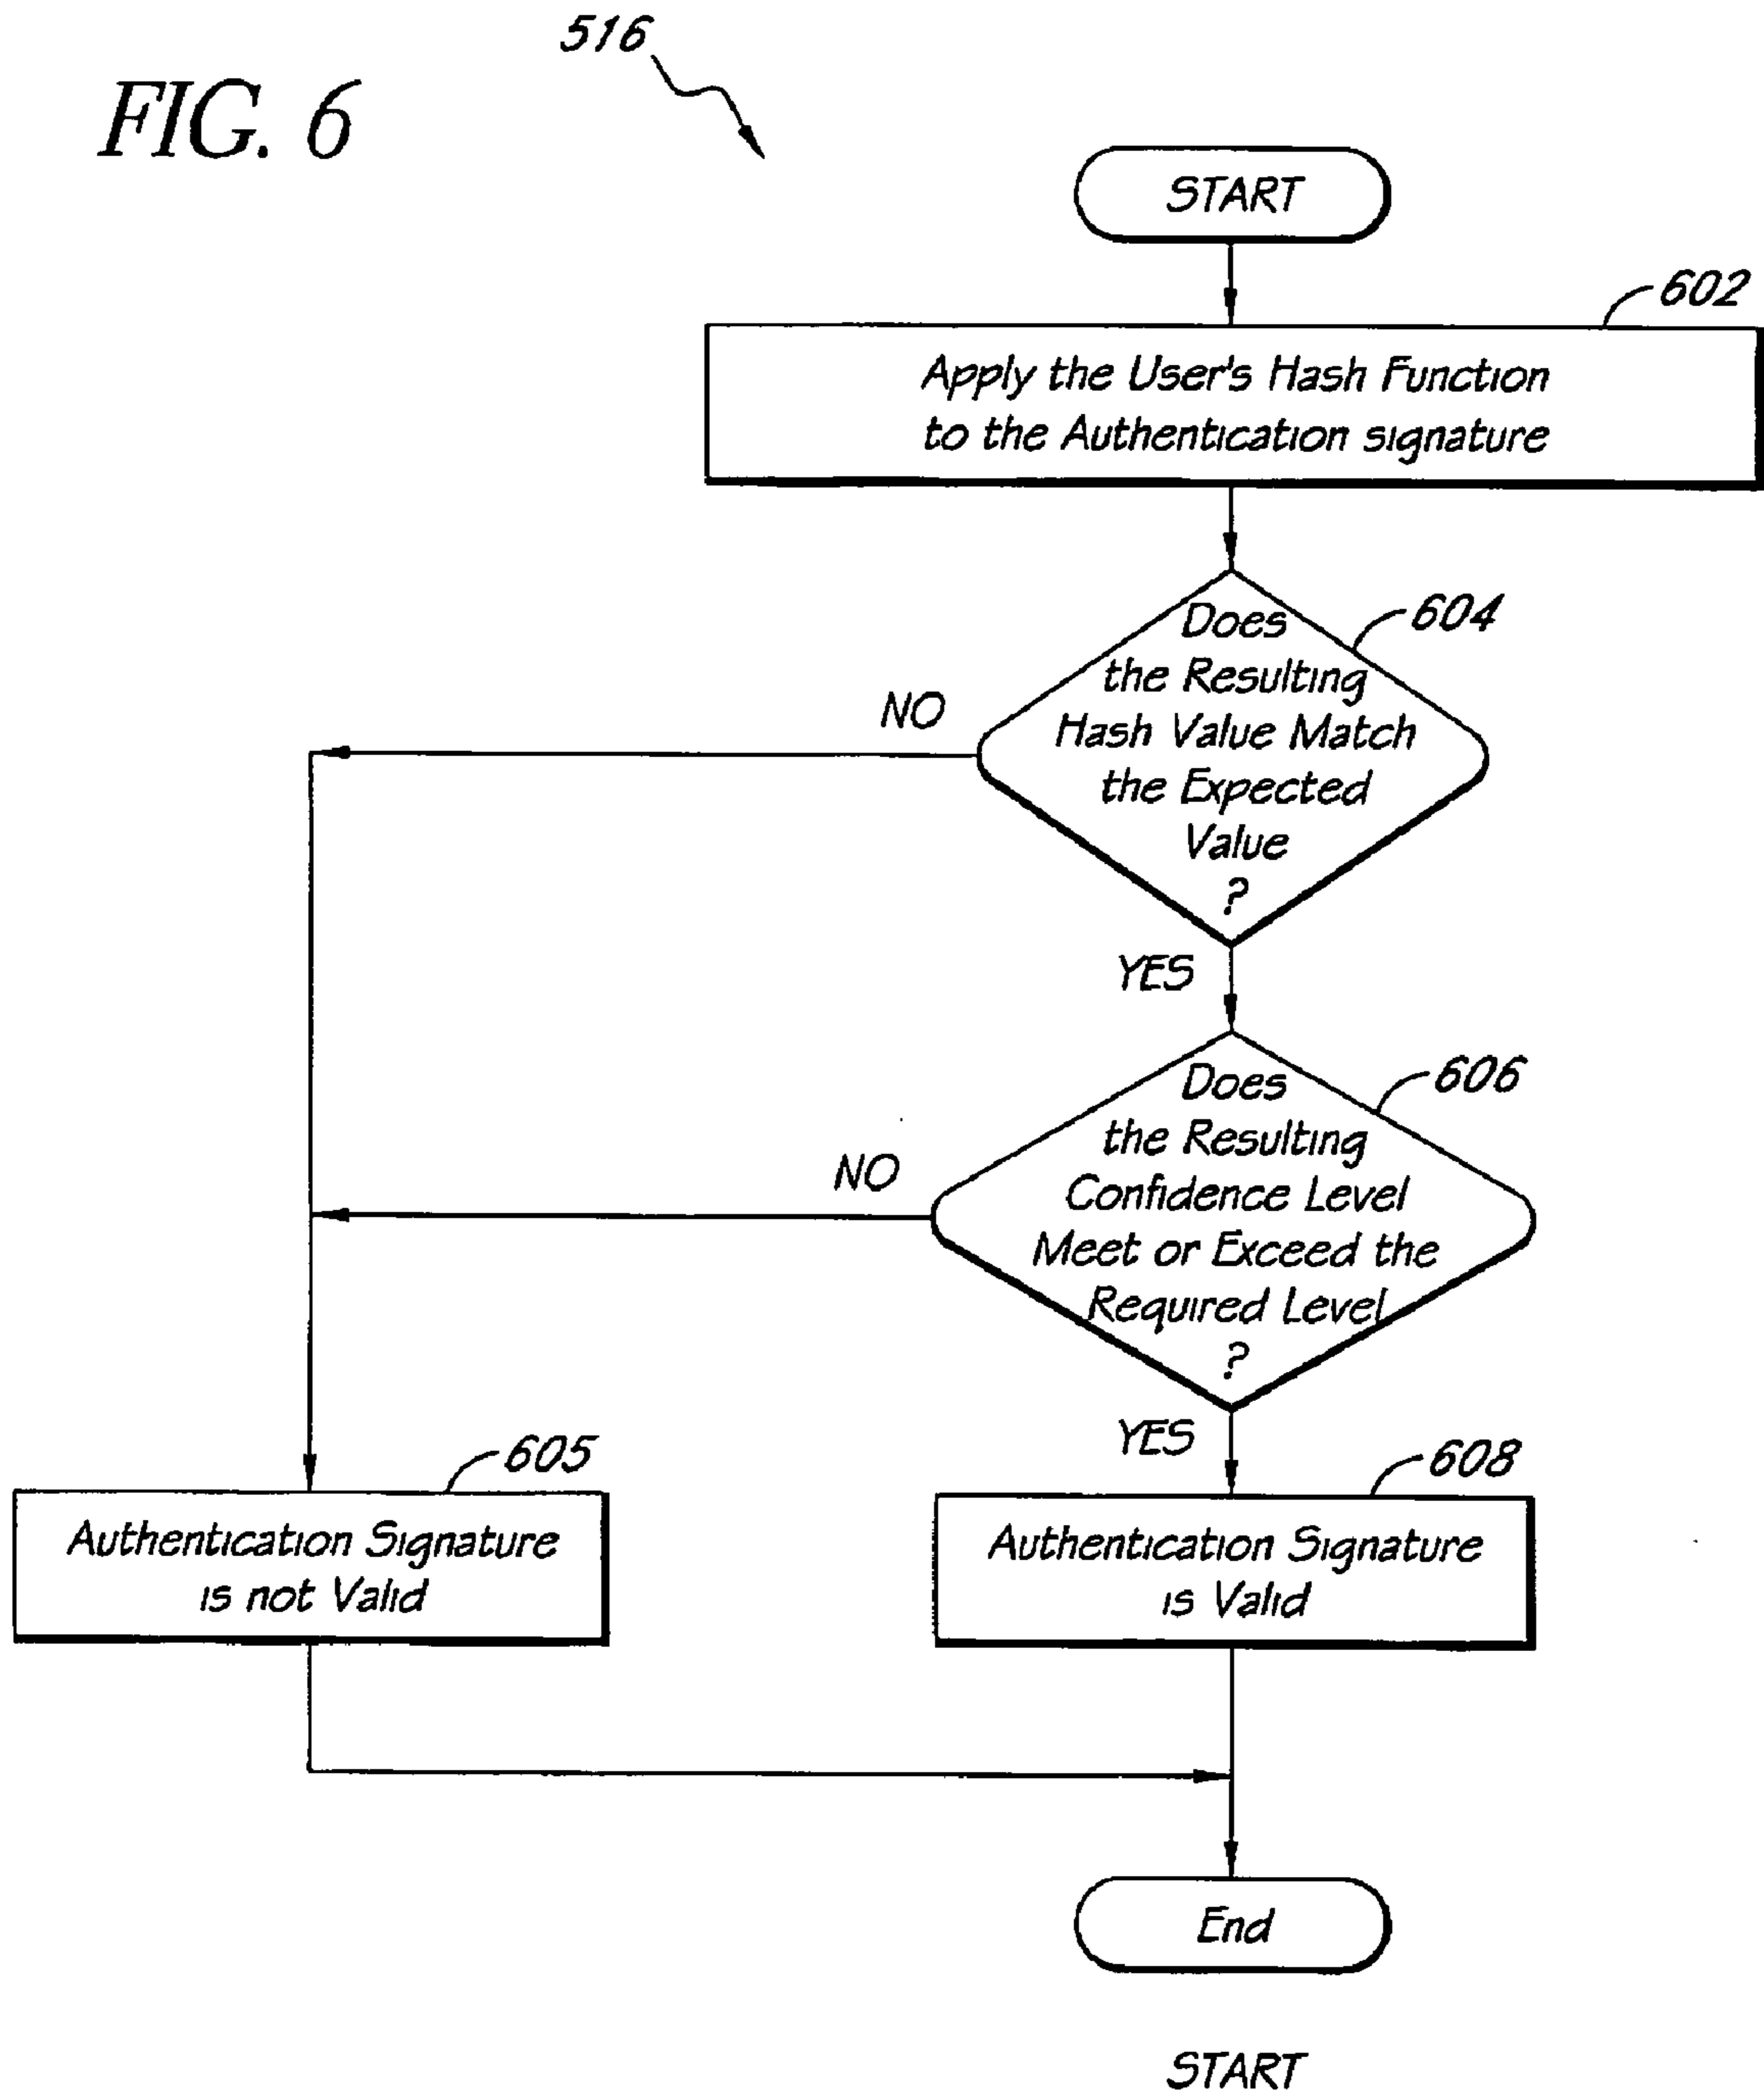 516
FIG. 6
START
602
Apply the User's Hash Function
to the Authentication signature
604
Does
the Resulting
Hash Value Match
the Expected
Value
?
NO
YES
606
Does
the Resulting
Confidence Level
Meet or Exceed the
Required Level
?
NO
YES
605
Authentication Signature
is not Valid
608
Authentication Signature
is Valid
End
START